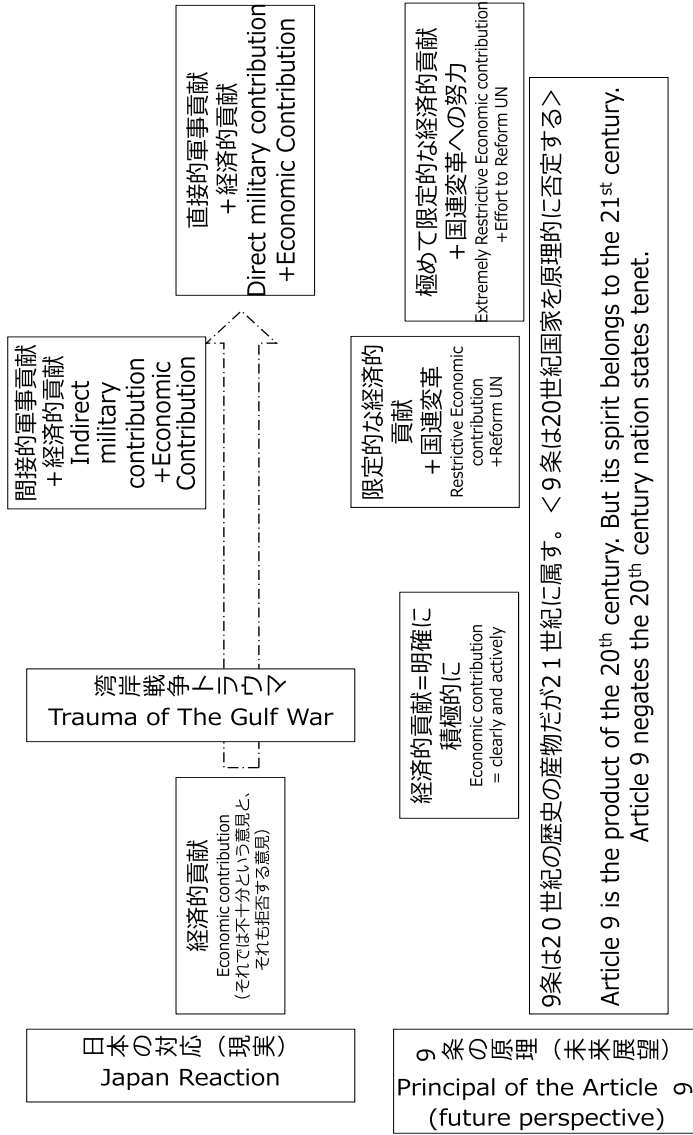 日本の対応（現実）
Japan Reaction
経済的貢献
Economic contribution
(それでは不十分という意見と、
それも拒否する意見)
湾岸戦争トラウマ
Trauma of The Gulf War
間接的軍事貢献
＋経済的貢献
Indirect
military
contribution
+Economic
Contribution
直接的軍事貢献
＋経済的貢献
Direct military contribution
+Economic Contribution
9条の原理（未来展望）
Principal of the Article 9
(future perspective)
経済的貢献=明確に
積極的に
Economic contribution
= clearly and actively
限定的な経済的
貢献
＋国連変革
Restrictive Economic
contribution
+Reform UN
極めて限定的な経済的貢献
＋国連変革への努力
Extremely Restrictive Economic contribution
+Effort to Reform UN
9条は２０世紀の歴史の産物だが２１世紀に属す。＜９条は20世紀国家を原理的に否定する＞
Article 9 is the product of the 20th century. But its spirit belongs to the 21st century.
Article 9 negates the 20th century nation states tenet.